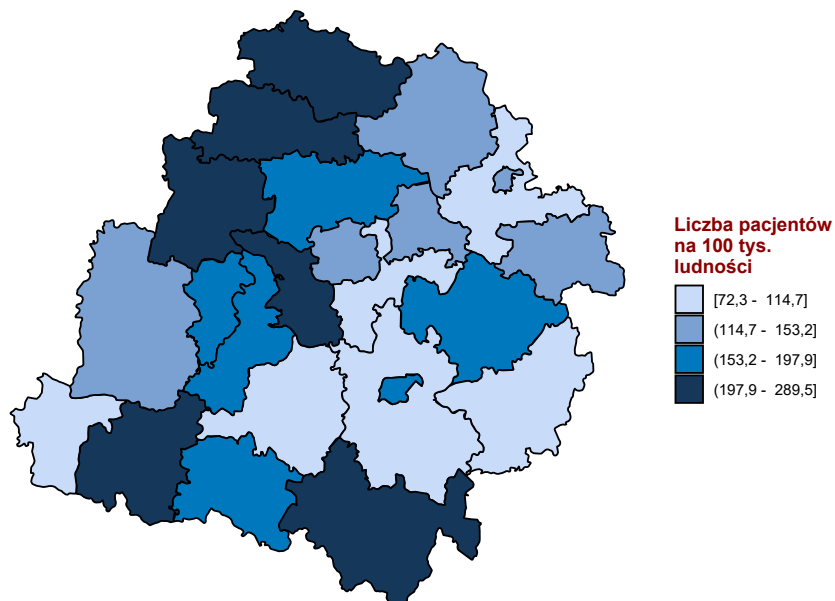 Liczba pacjentów
na 100 tys.
ludności
[72,3 - 114,7]
(114,7 - 153,2]
(153,2 - 197,9]
(197,9 - 289,5]